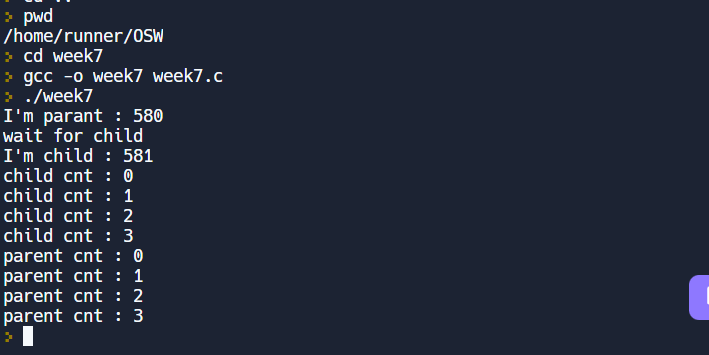 > pwd
/home/runner/OSW
> cd week7
> gcc -o week7 week7.c
> ./week7
I'm parant : 580
wait for child
I'm child : 581
child cnt : 0
child cnt : 1
child cnt : 2
child cnt : 3
parent cnt : 0
parent cnt : 1
parent cnt : 2
parent cnt : 3
>